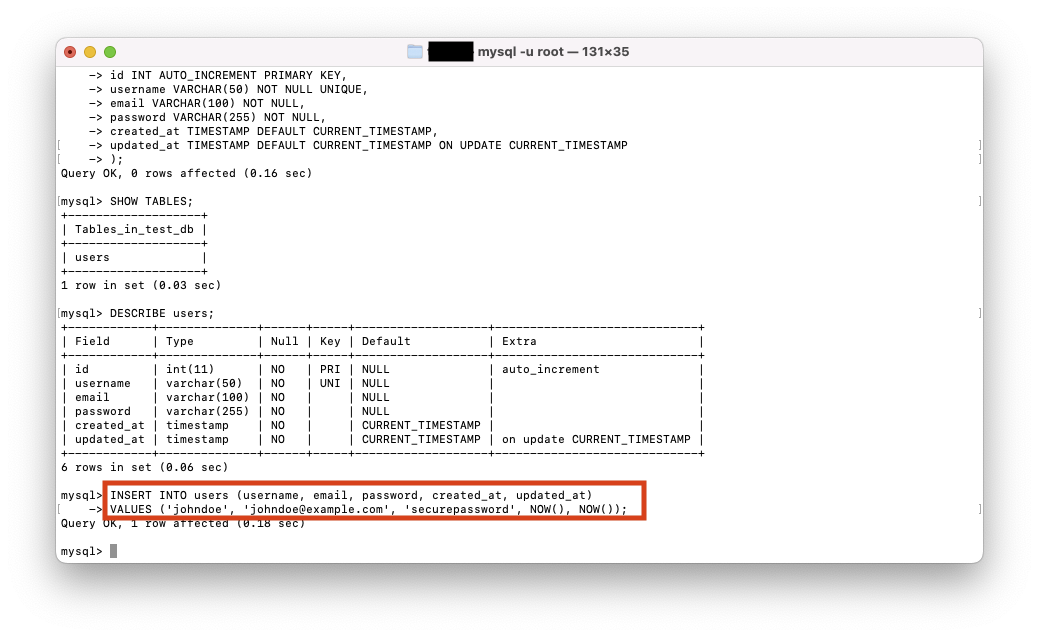 mysql -u root — 131×35
    -> id INT AUTO_INCREMENT PRIMARY KEY,
    -> username VARCHAR(50) NOT NULL UNIQUE,
    -> email VARCHAR(100) NOT NULL,
    -> password VARCHAR(255) NOT NULL,
    -> created_at TIMESTAMP DEFAULT CURRENT_TIMESTAMP,
[    -> updated_at TIMESTAMP DEFAULT CURRENT_TIMESTAMP ON UPDATE CURRENT_TIMESTAMP ]
[    -> ); ]
Query OK, 0 rows affected (0.16 sec)
[mysql> SHOW TABLES; ]
+-------------------+
| Tables_in_test_db |
+-------------------+
| users             |
+-------------------+
1 row in set (0.03 sec)
[mysql> DESCRIBE users; ]
+------------+--------------+------+-----+-------------------+-----------------------------+
| Field      | Type         | Null | Key | Default           | Extra                       |
+------------+--------------+------+-----+-------------------+-----------------------------+
| id         | int(11)      | NO   | PRI | NULL              | auto_increment              |
| username   | varchar(50)  | NO   | UNI | NULL              |                             |
| email      | varchar(100) | NO   |     | NULL              |                             |
| password   | varchar(255) | NO   |     | NULL              |                             |
| created_at | timestamp    | NO   |     | CURRENT_TIMESTAMP |                             |
| updated_at | timestamp    | NO   |     | CURRENT_TIMESTAMP | on update CURRENT_TIMESTAMP |
+------------+--------------+------+-----+-------------------+-----------------------------+
6 rows in set (0.06 sec)
mysql> INSERT INTO users (username, email, password, created_at, updated_at)
[    -> VALUES ('johndoe', 'johndoe@example.com', 'securepassword', NOW(), NOW()); ]
Query OK, 1 row affected (0.18 sec)
mysql>